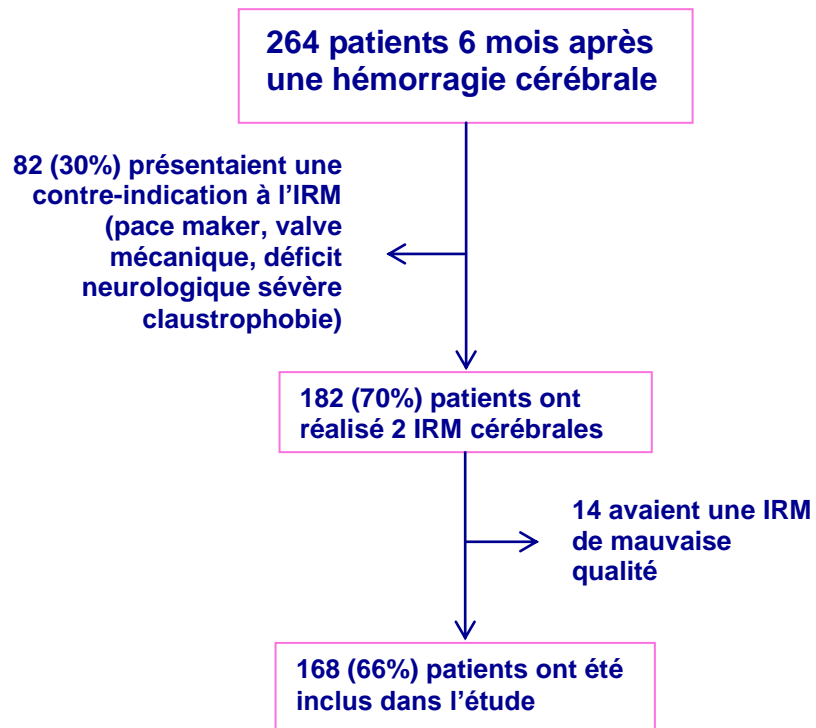 264 patients 6 mois après
une hémorragie cérébrale
82 (30%) présentaient une
contre-indication à l’IRM
(pace maker, valve
mécanique, déficit
neurologique sévère
claustrophobie)
182 (70%) patients ont
réalisé 2 IRM cérébrales
14 avaient une IRM
de mauvaise
qualité
168 (66%) patients ont été
inclus dans l’étude